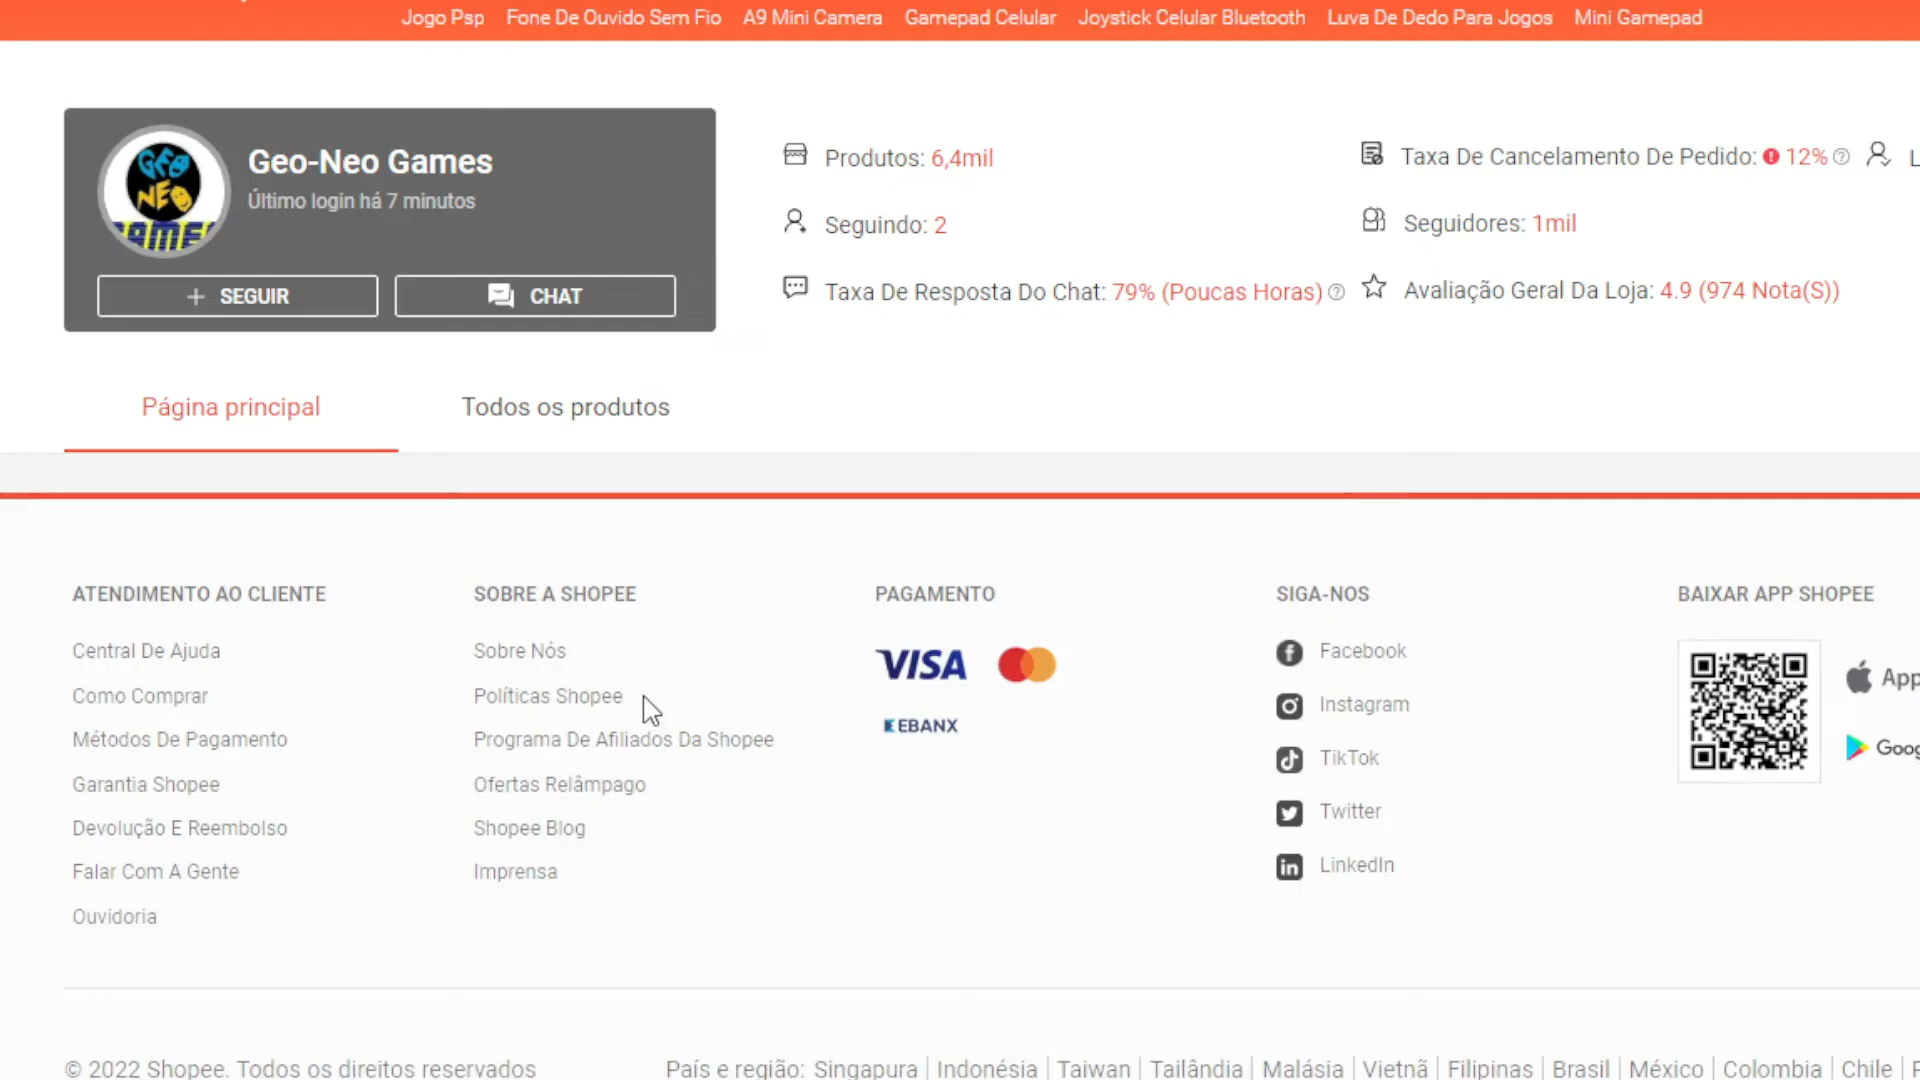 Jogo Psp Fone De Ouvido Sem Fio A9 Mini Camera Gamepad Celular Joystick Celular Bluetooth Luva De Dedo Para Jogos Mini Gamepad
GEO
NEO
GAMES
Geo-Neo Games
Último login há 7 minutos
+ SEGUIR
CHAT
Produtos: 6,4mil
Seguindo: 2
Taxa De Resposta Do Chat: 79% (Poucas Horas)
Taxa De Cancelamento De Pedido: 12%
L
Seguidores: 1mil
Avaliação Geral Da Loja: 4.9 (974 Nota(S))
Página principal
Todos os produtos
ATENDIMENTO AO CLIENTE
Central De Ajuda
Como Comprar
Métodos De Pagamento
Garantia Shopee
Devolução E Reembolso
Falar Com A Gente
Ouvidoria
SOBRE A SHOPEE
Sobre Nós
Políticas Shopee
Programa De Afiliados Da Shopee
Ofertas Relâmpago
Shopee Blog
Imprensa
PAGAMENTO
VISA
EBANX
SIGA-NOS
Facebook
Instagram
TikTok
Twitter
LinkedIn
BAIXAR APP SHOPEE
App
Goog
© 2022 Shopee. Todos os direitos reservados
País e região: Singapura | Indonésia | Taiwan | Tailândia | Malásia | Vietnã | Filipinas | Brasil | México | Colombia | Chile |